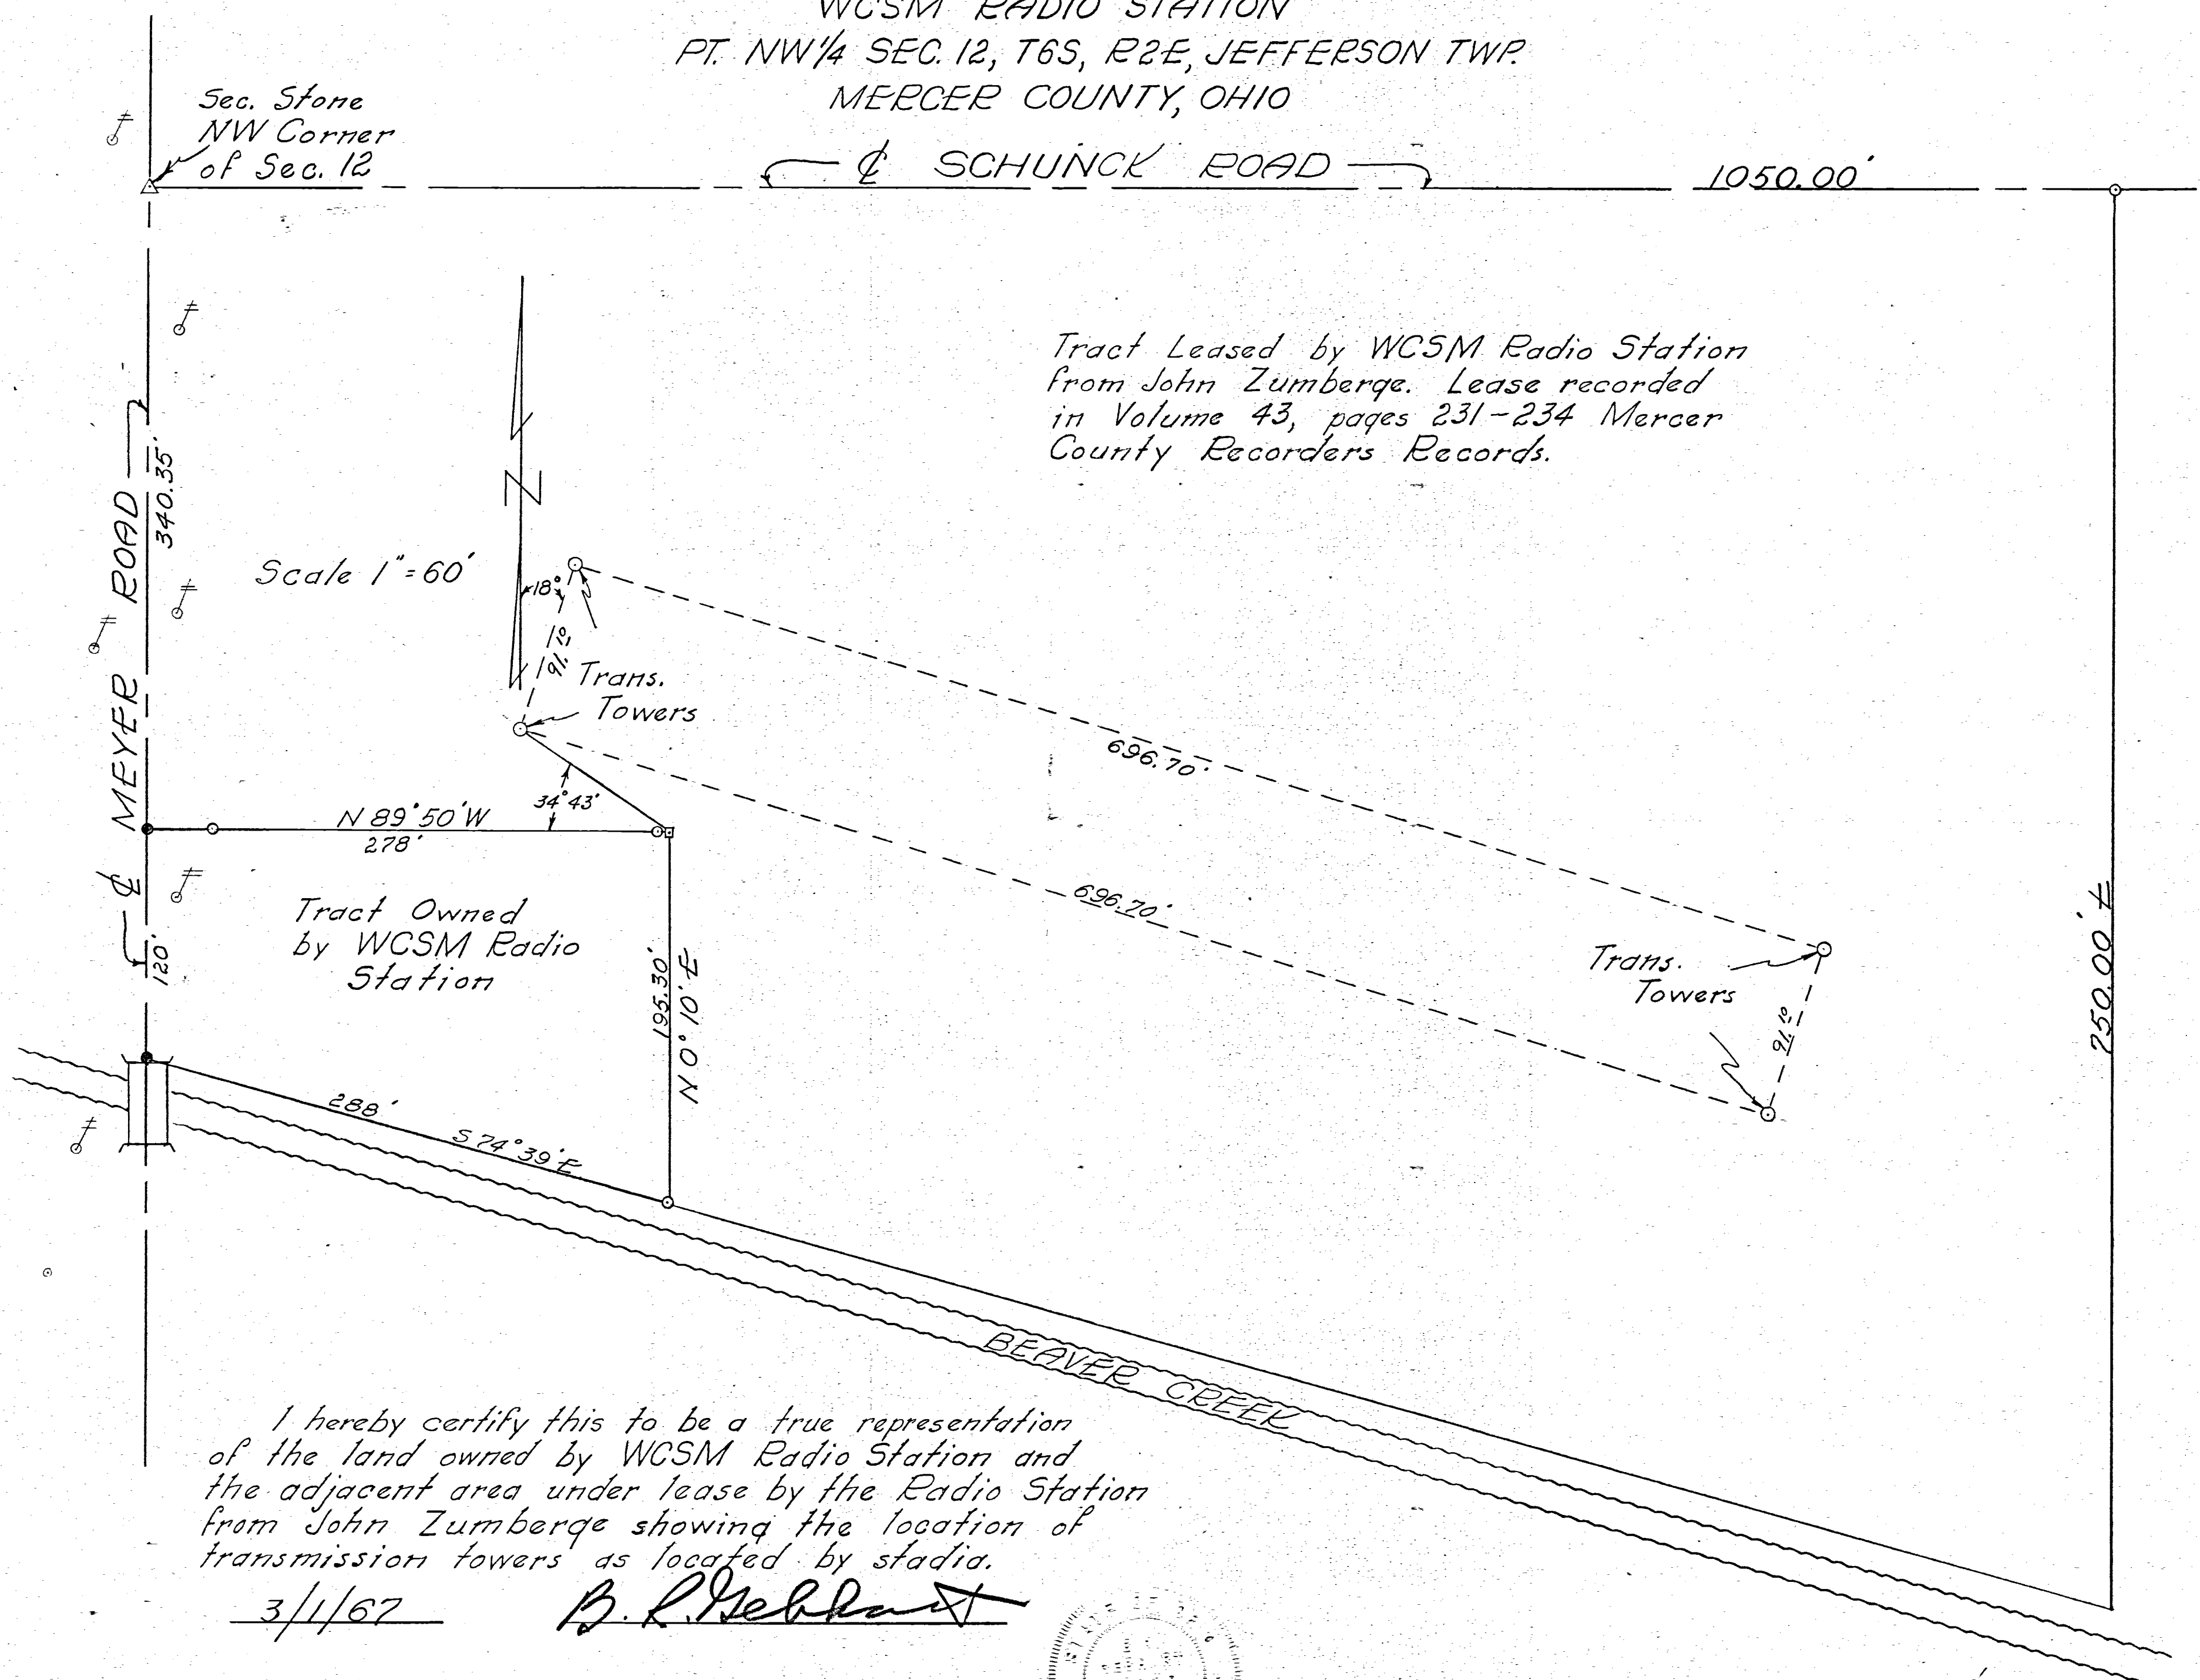 WCSM RADIO STATION
PT. NW 1/4 SEC. 12, T6S, R2E, JEFFERSON TWP.
MERCER COUNTY, OHIO
Sec. Stone
NW Corner
of Sec. 12
℄ SCHUNCK ROAD
1050.00'
Tract Leased by WCSM Radio Station
from John Zumberge. Lease recorded
in Volume 43, pages 231-234 Mercer
County Recorders Records.
℄ MEYER ROAD
340.35'
N
Scale 1"=60'
18°
91.10
Trans.
Towers
696.70'
34°43'
N 89°50'W
278'
Tract Owned
by WCSM Radio
Station
120'
195.30'
N 0°10'E
696.70'
Trans.
Towers
91.10
750.00' ±
288'
S 74°39'E
BEAVER CREEK
I hereby certify this to be a true representation
of the land owned by WCSM Radio Station and
the adjacent area under lease by the Radio Station
from John Zumberge showing the location of
transmission towers as located by stadia.
3/1/67
B. R. Gebhart